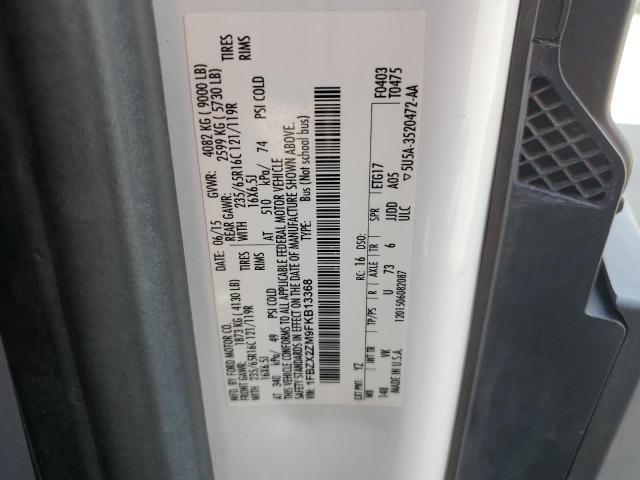 MFD. BY FORD MOTOR CO. DATE: 06/15 GVWR: 4082 KG ( 9000 LB)
FRONT GAWR: 1873 KG ( 4130 LB) REAR GAWR: 2599 KG ( 5730 LB)
WITH 235/65R16C 121/119R TIRES WITH 235/65R16C 121/119R TIRES
16X6.5J RIMS 16X6.5J RIMS
AT 340 kPa/ 49 PSI COLD AT 510 kPa/ 74 PSI COLD
THIS VEHICLE CONFORMS TO ALL APPLICABLE FEDERAL MOTOR VEHICLE
SAFETY STANDARDS IN EFFECT ON THE DATE OF MANUFACTURE SHOWN ABOVE.
VIN: 1FBZX2ZM9FKB13368 TYPE: Bus (Not school bus)
F0403
T0475
EXT PNT: YZ RC: 16 DSO:
WB INT TR TP/PS R AXLE TR SPR ETG17
148 VK U 73 6 JJDD A05
MADE IN U.S.A. ULC ▽5U5A-3520472-AA
12015060820​87